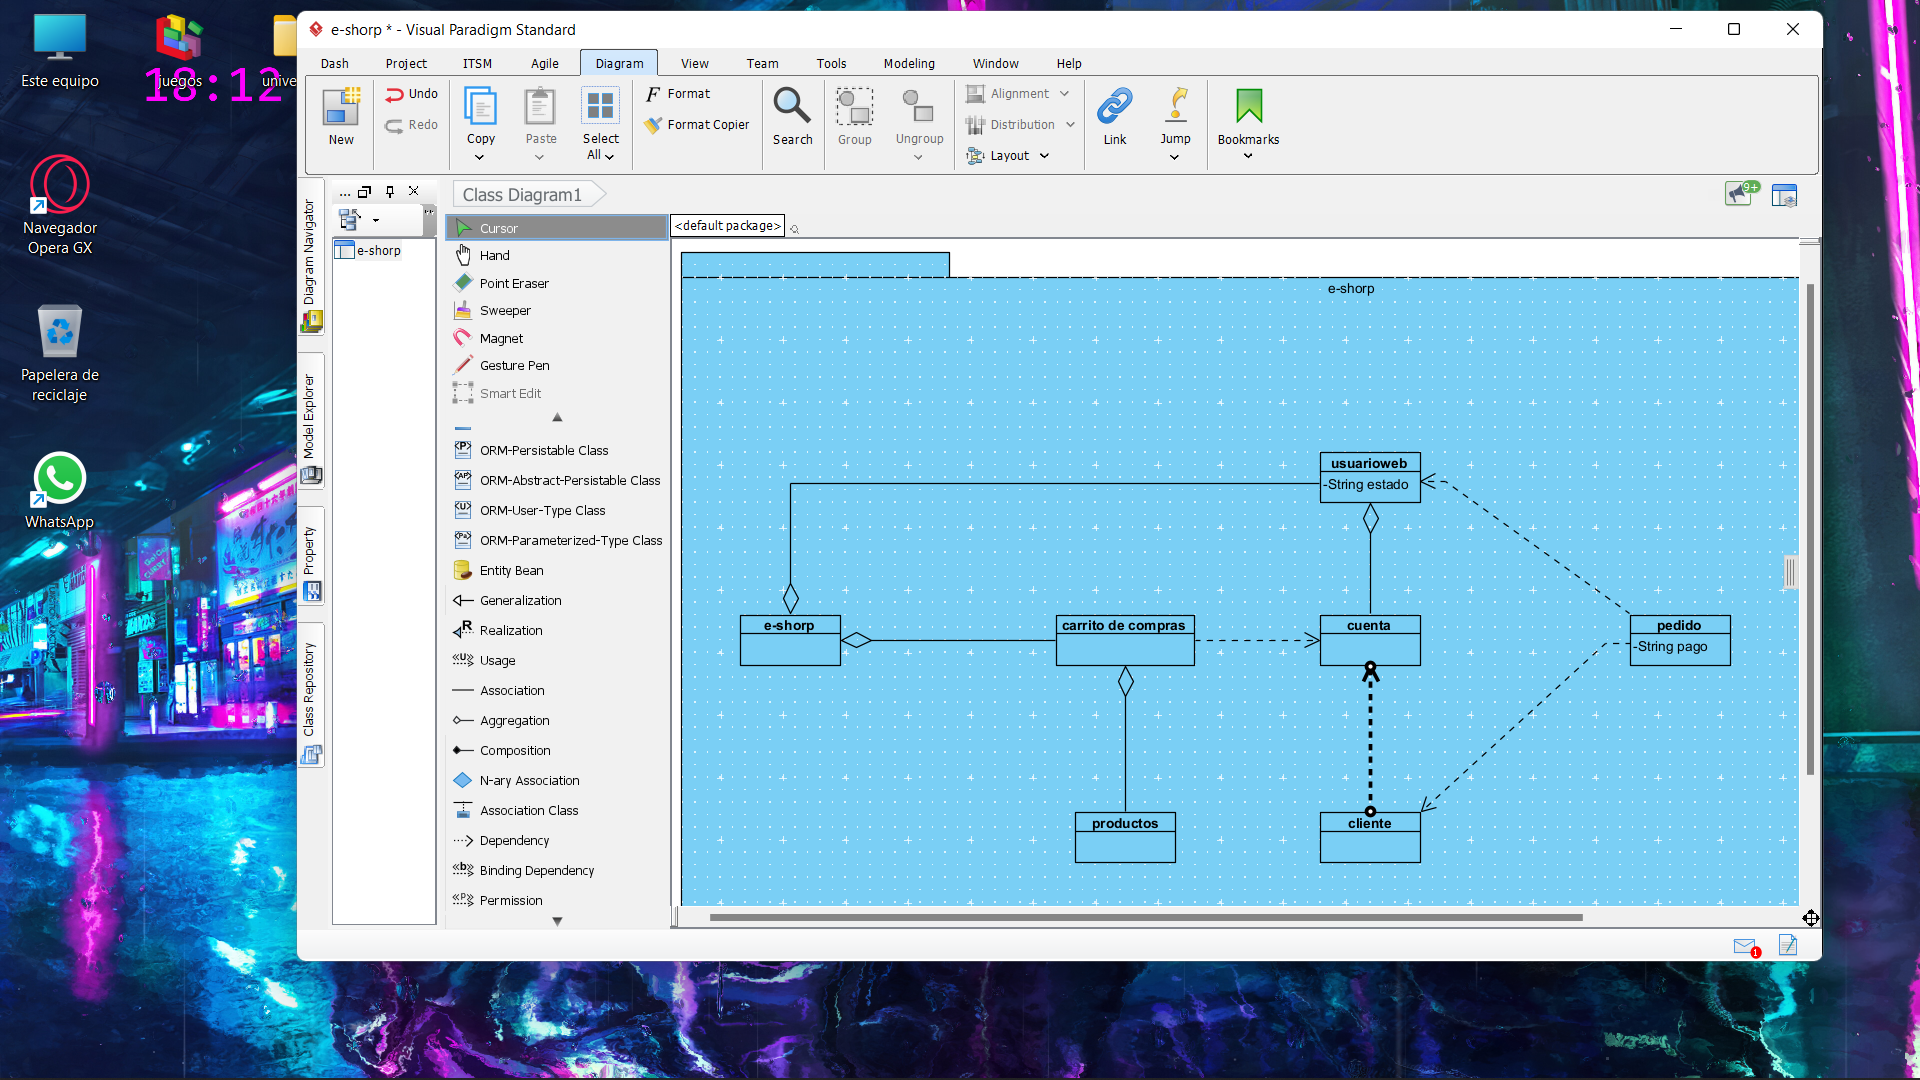 Este equipo
juegos
unive
18:12
Navegador
Opera GX
Papelera de
reciclaje
WhatsApp
e-shorp * - Visual Paradigm Standard
Dash
Project
ITSM
Agile
Diagram
View
Team
Tools
Modeling
Window
Help
New
Undo
Redo
Copy
Paste
Select
All
Format
Format Copier
Search
Group
Ungroup
Alignment
Distribution
Layout
Link
Jump
Bookmarks
Diagram Navigator
Model Explorer
Property
Class Repository
...
e-shorp
Class Diagram1
9+
Cursor
Hand
Point Eraser
Sweeper
Magnet
Gesture Pen
Smart Edit
ORM-Persistable Class
ORM-Abstract-Persistable Class
ORM-User-Type Class
ORM-Parameterized-Type Class
Entity Bean
Generalization
Realization
Usage
Association
Aggregation
Composition
N-ary Association
Association Class
Dependency
Binding Dependency
Permission
<default package>
e-shorp
usuarioweb
-String estado
e-shorp
carrito de compras
cuenta
pedido
-String pago
productos
cliente
1